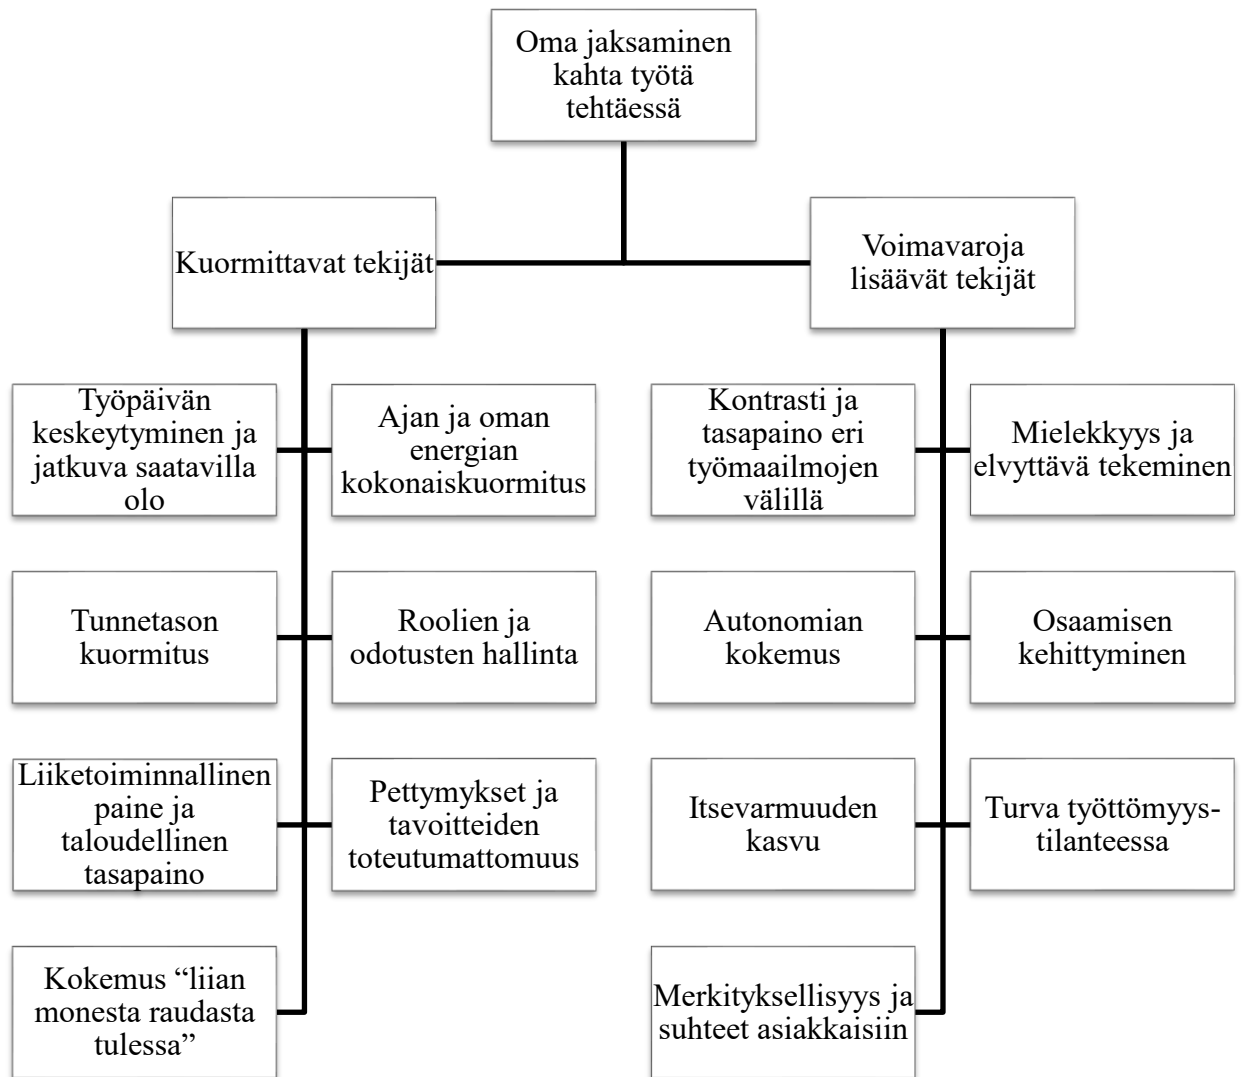 Oma jaksaminen
kahta työtä
tehtäessä
Kuormittavat tekijät
Voimavaroja
lisäävät tekijät
Työpäivän
keskeytyminen ja
jatkuva saatavilla
olo
Ajan ja oman
energian
kokonaiskuormitus
Kontrasti ja
tasapaino eri
työmaailmojen
välillä
Mielekkyys ja
elvyttävä tekeminen
Tunnetason
kuormitus
Roolien ja
odotusten hallinta
Autonomian
kokemus
Osaamisen
kehittyminen
Liiketoiminnallinen
paine ja
taloudellinen
tasapaino
Pettymykset ja
tavoitteiden
toteutumattomuus
Itsevarmuuden
kasvu
Turva työttömyys-
tilanteessa
Kokemus “liian
monesta raudasta
tulessa”
Merkityksellisyys ja
suhteet asiakkaisiin